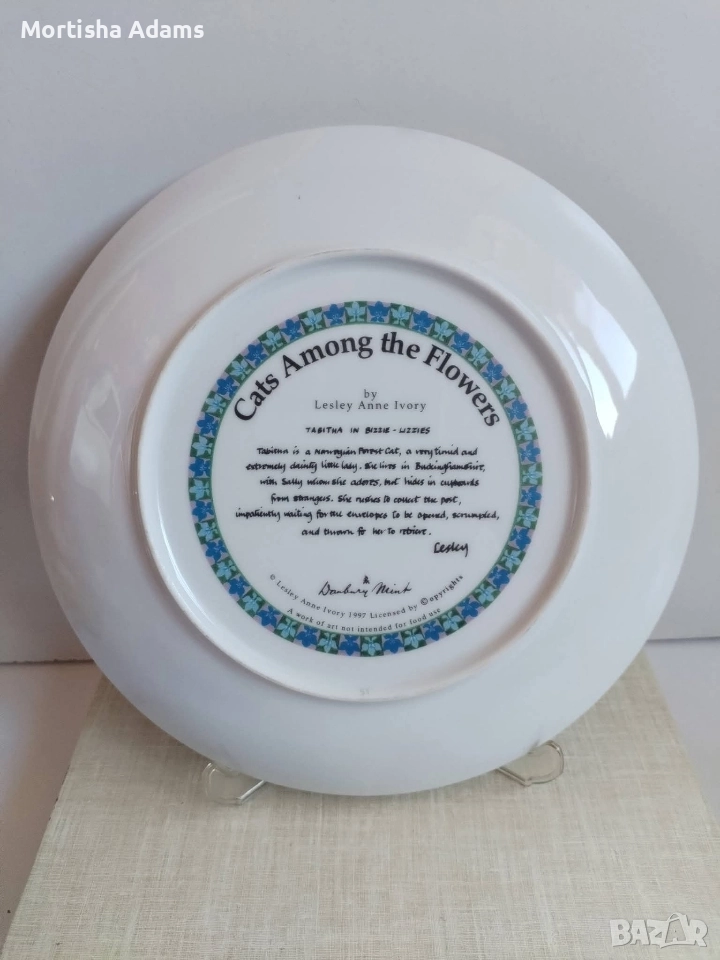 Mortisha Adams
Cats Among the Flowers
by
Lesley Anne Ivory
TABITHA IN BIZZIE-LIZZIES
Tabitha is a Norwegian Forest Cat, a very timid and
extremely dainty little lady. She lives in Buckinghamshire,
with Sally whom she adores, but hides in cupboards
from strangers. She rushes to collect the post,
impatiently waiting for the envelopes to be opened, scrumpled,
and thrown for her to retrieve.
Lesley
Danbury Mint
© Lesley Anne Ivory 1997 Licensed by ©opyrights
A work of art not intended for food use
BAZAR